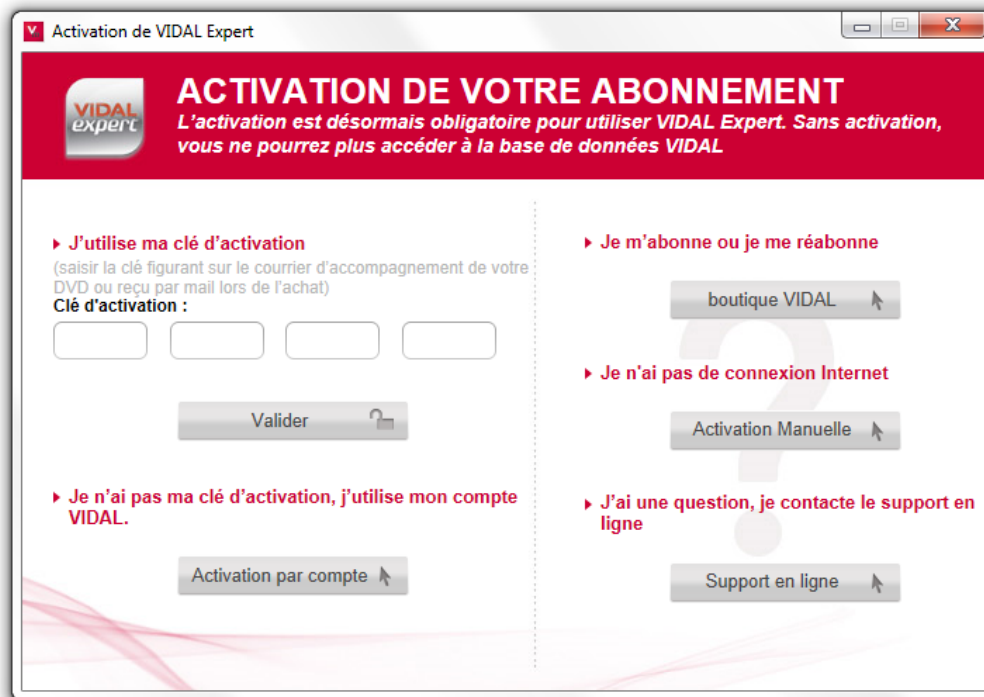 Activation de VIDAL Expert
VIDAL
expert
ACTIVATION DE VOTRE ABONNEMENT
L'activation est désormais obligatoire pour utiliser VIDAL Expert. Sans activation,
vous ne pourrez plus accéder à la base de données VIDAL
J'utilise ma clé d'activation
(saisir la clé figurant sur le courrier d'accompagnement de votre
DVD ou reçu par mail lors de l'achat)
Clé d'activation :
Valider
Je n'ai pas ma clé d'activation, j'utilise mon compte
VIDAL.
Activation par compte
Je m'abonne ou je me réabonne
boutique VIDAL
Je n'ai pas de connexion Internet
Activation Manuelle
J'ai une question, je contacte le support en
ligne
Support en ligne